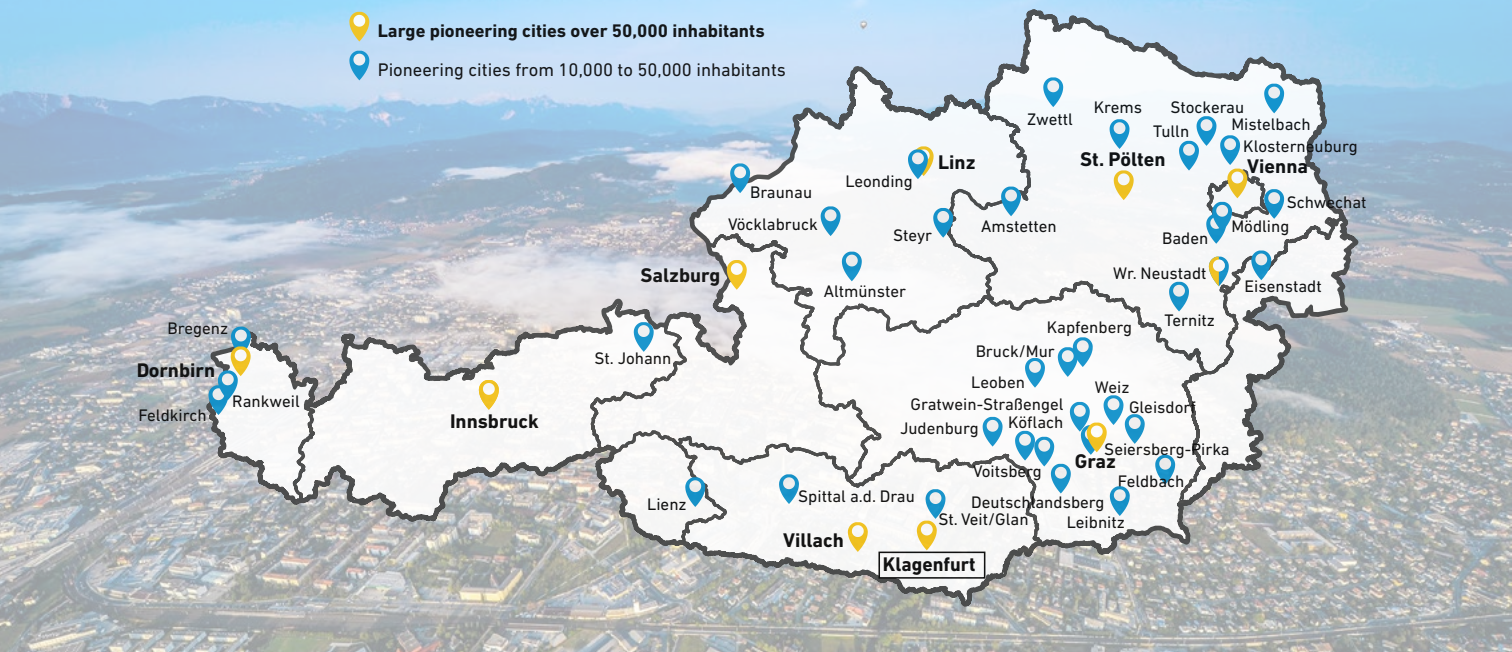 Large pioneering cities over 50,000 inhabitants
Pioneering cities from 10,000 to 50,000 inhabitants
Zwettl
Krems
Stockerau
Mistelbach
Tulln
Klosterneuburg
St. Pölten
Vienna
Linz
Leonding
Braunau
Schwechat
Vöcklabruck
Steyr
Amstetten
Mödling
Baden
Salzburg
Wr. Neustadt
Altmünster
Eisenstadt
Ternitz
Bregenz
Kapfenberg
St. Johann
Bruck/Mur
Dornbirn
Leoben
Weiz
Rankweil
Gratwein-Straßengel
Gleisdorf
Feldkirch
Innsbruck
Judenburg
Köflach
Seiersberg-Pirka
Graz
Voitsberg
Feldbach
Lienz
Spittal a.d. Drau
Deutschlandsberg
St. Veit/Glan
Leibnitz
Villach
Klagenfurt